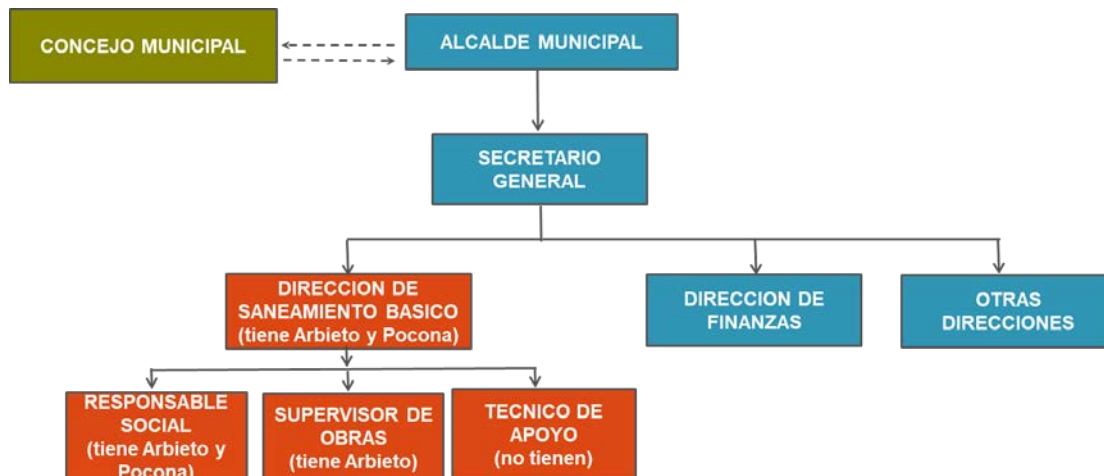 CONCEJO MUNICIPAL
ALCALDE MUNICIPAL
SECRETARIO
GENERAL
DIRECCION DE
SANEAMIENTO BASICO
(tiene Arbieto y Pocona)
DIRECCION DE
FINANZAS
OTRAS
DIRECCIONES
RESPONSABLE
SOCIAL
(tiene Arbieto y
Pocona)
SUPERVISOR DE
OBRAS
(tiene Arbieto)
TECNICO DE
APOYO
(no tienen)